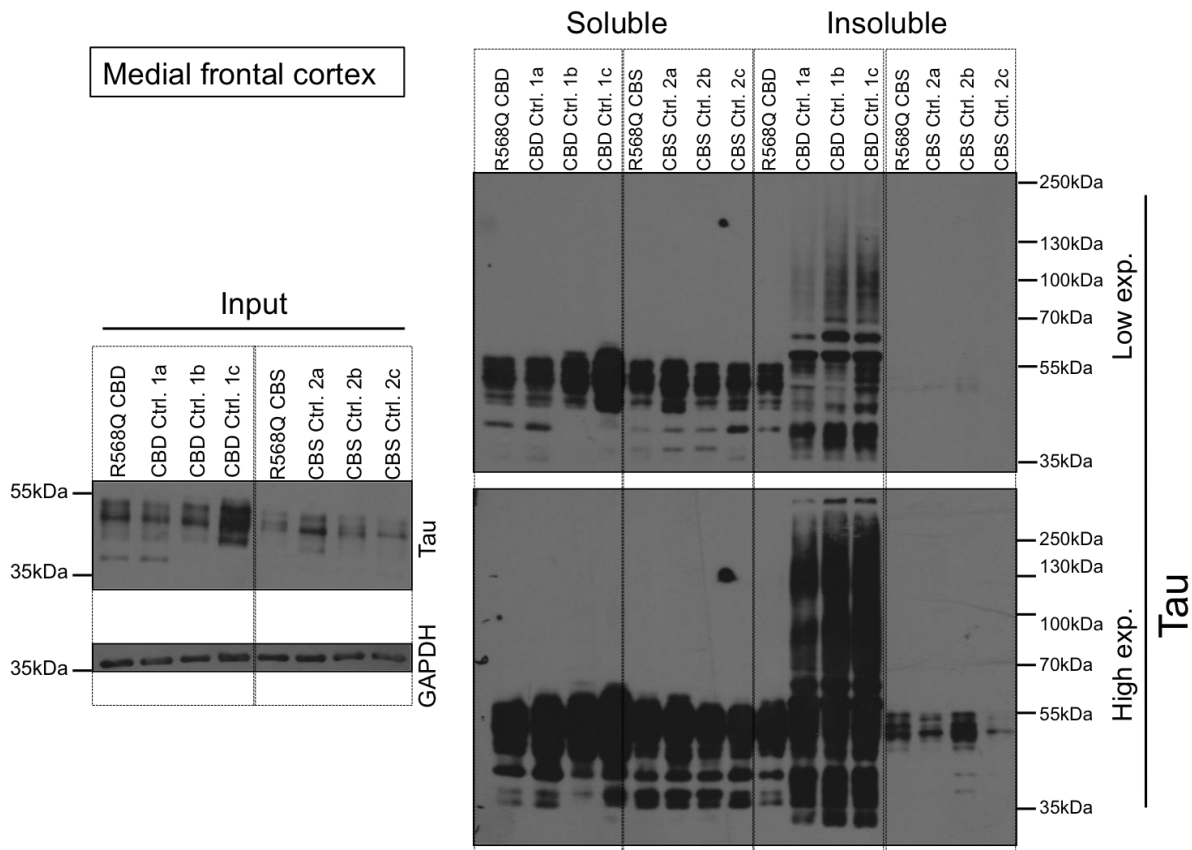 Medial frontal cortex
Input
R568Q CBD
CBD Ctrl. 1a
CBD Ctrl. 1b
CBD Ctrl. 1c
R568Q CBS
CBS Ctrl. 2a
CBS Ctrl. 2b
CBS Ctrl. 2c
55kDa
35kDa
Tau
35kDa
GAPDH
Soluble
Insoluble
R568Q CBD
CBD Ctrl. 1a
CBD Ctrl. 1b
CBD Ctrl. 1c
R568Q CBS
CBS Ctrl. 2a
CBS Ctrl. 2b
CBS Ctrl. 2c
R568Q CBD
CBD Ctrl. 1a
CBD Ctrl. 1b
CBD Ctrl. 1c
R568Q CBS
CBS Ctrl. 2a
CBS Ctrl. 2b
CBS Ctrl. 2c
250kDa
130kDa
100kDa
70kDa
55kDa
35kDa
Low exp.
250kDa
130kDa
100kDa
70kDa
55kDa
35kDa
High exp.
Tau